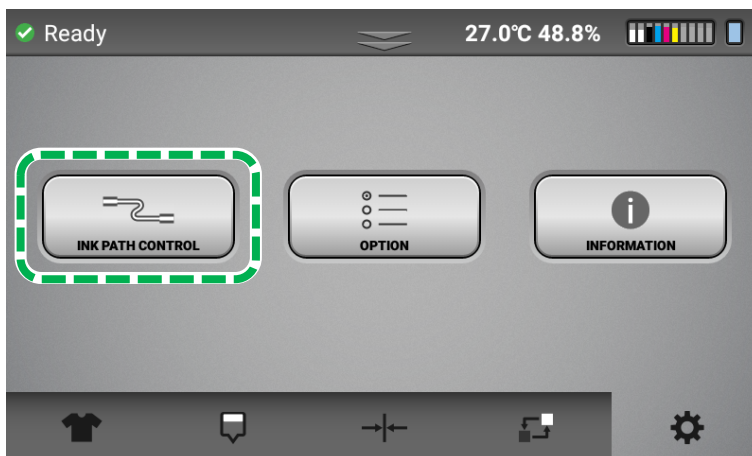 Ready 27.0℃ 48.8%
INK PATH CONTROL OPTION INFORMATION